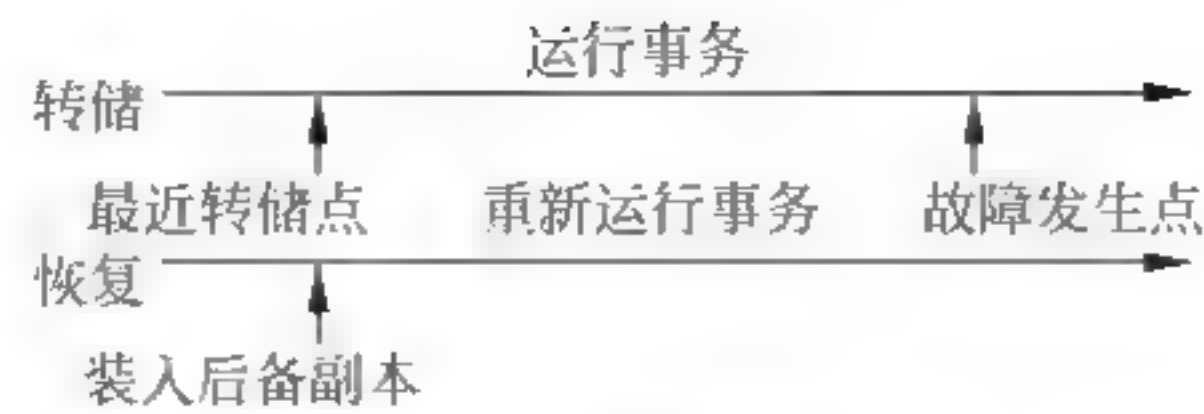 运行事务
转储
最近转储点 重新运行事务 故障发生点
恢复
装入后备副本